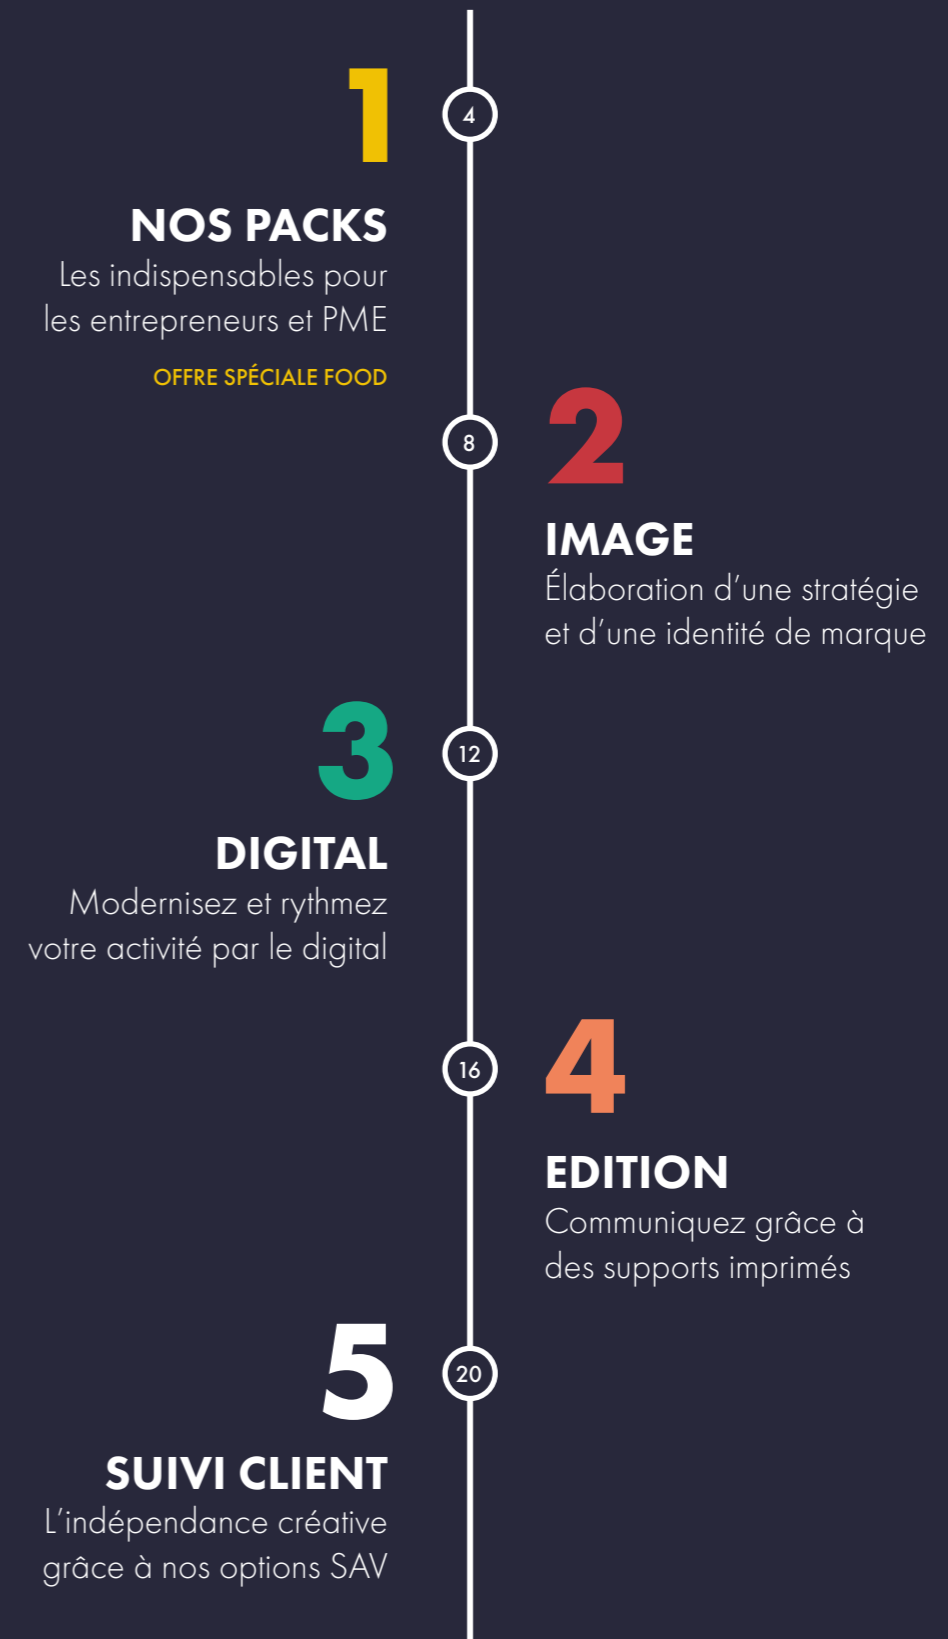 1
4
NOS PACKS
Les indispensables pour
les entrepreneurs et PME
OFFRE SPÉCIALE FOOD
8
2
IMAGE
Élaboration d’une stratégie
et d’une identité de marque
3
12
DIGITAL
Modernisez et rythmez
votre activité par le digital
16
4
EDITION
Communiquez grâce à
des supports imprimés
5
20
SUIVI CLIENT
L’indépendance créative
grâce à nos options SAV